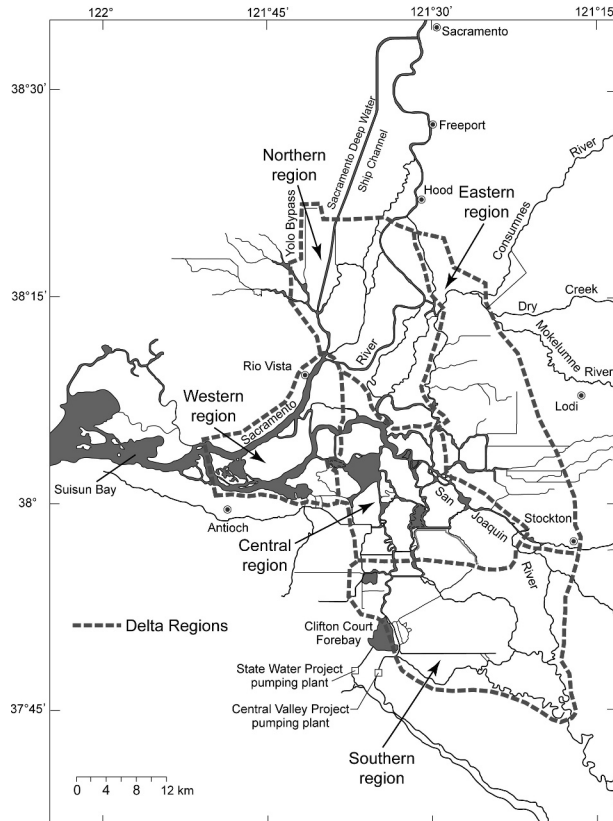 122°
121°45'
121°30'
121°15'
Sacramento
38°30'
Freeport
Sacramento Deep Water
Ship Channel
River
Northern
region
Hood
Eastern
region
Yolo Bypass
Consumnes
38°15'
Dry
Creek
Mokelumne
River
Rio Vista
River
Lodi
Western
region
Sacramento
Suisun Bay
38°
San
Joaquin
Antioch
Stockton
Central
region
River
Delta Regions
Clifton Court
Forebay
State Water Project
pumping plant
37°45'
Central Valley Project
pumping plant
Southern
region
0 4 8 12 km